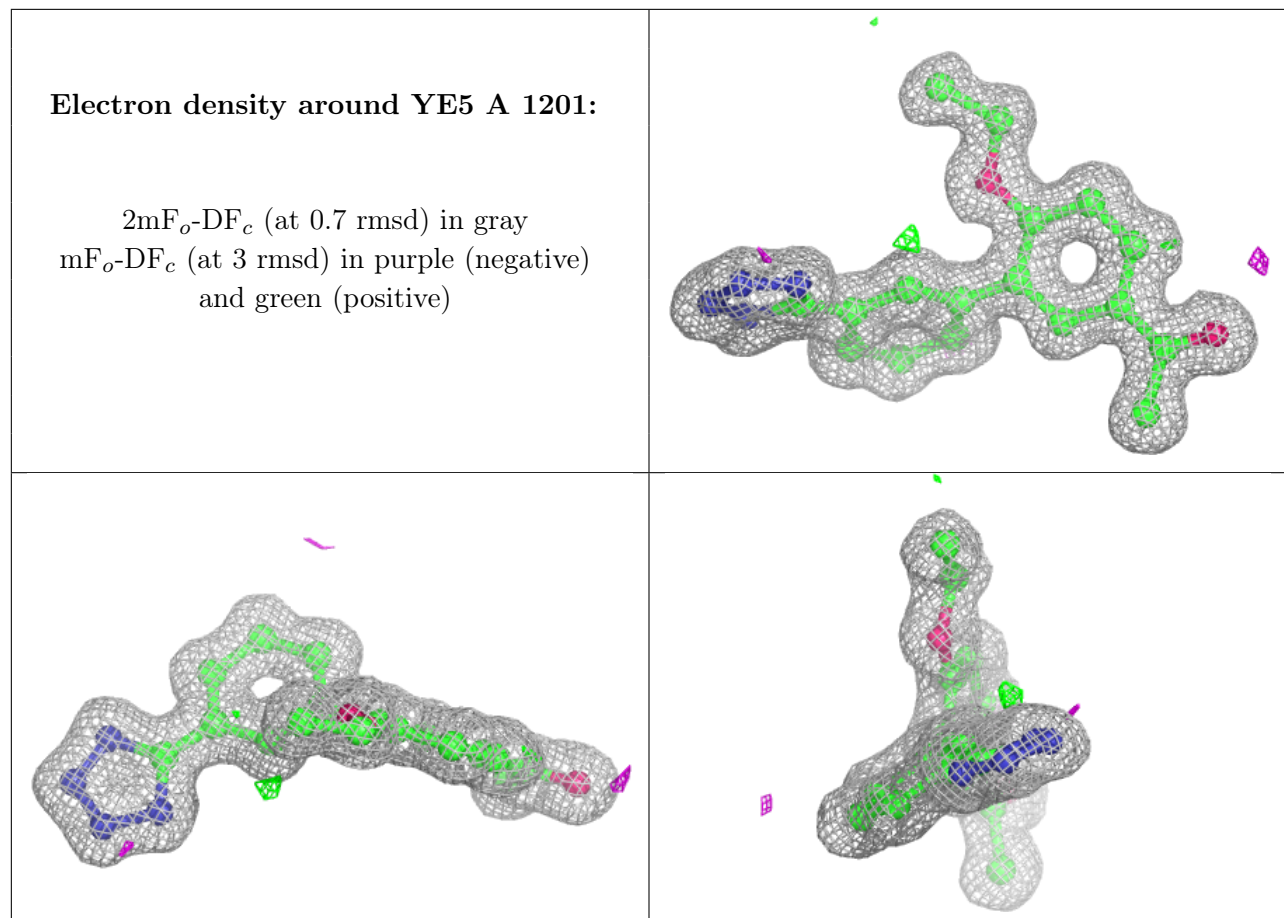 Electron density around YE5 A 1201:
2mFo-DFc (at 0.7 rmsd) in gray
mFo-DFc (at 3 rmsd) in purple (negative)
and green (positive)